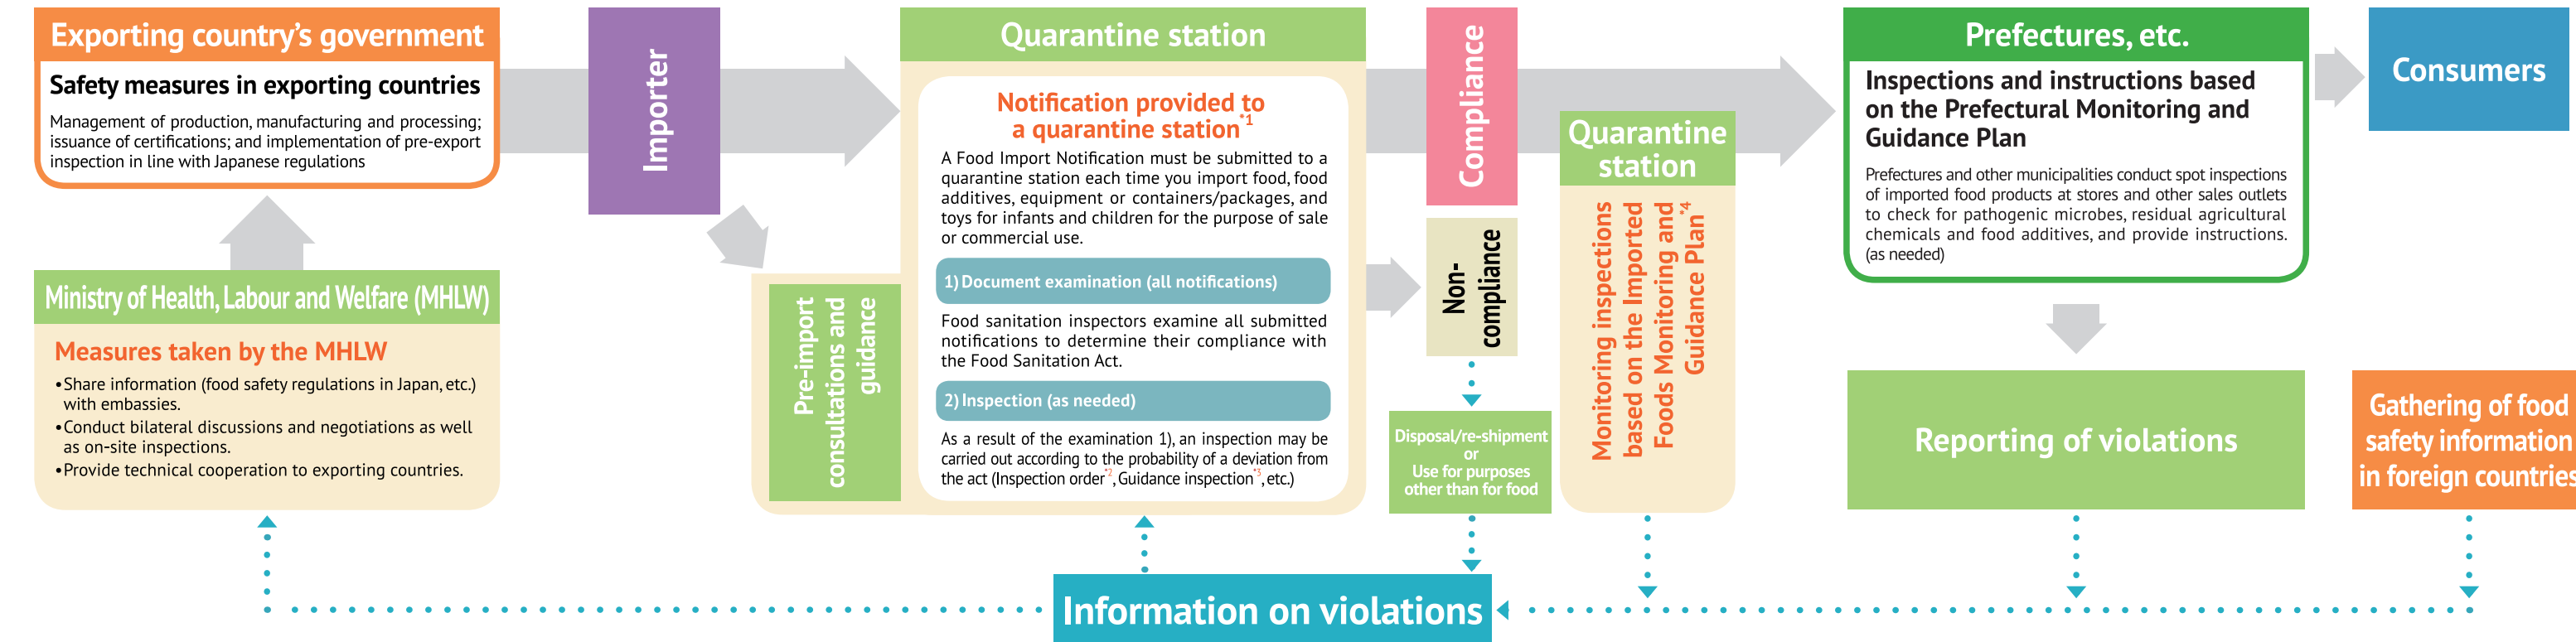 Exporting country's government
Safety measures in exporting countries
Management of production, manufacturing and processing;
issuance of certifications; and implementation of pre-export
inspection in line with Japanese regulations
Ministry of Health, Labour and Welfare (MHLW)
Measures taken by the MHLW
•Share information (food safety regulations in Japan, etc.)
with embassies.
•Conduct bilateral discussions and negotiations as well
as on-site inspections.
•Provide technical cooperation to exporting countries.
Importer
Pre-import
consultations and
guidance
Quarantine station
Notification provided to
a quarantine station*1
A Food Import Notification must be submitted to a
quarantine station each time you import food, food
additives, equipment or containers/packages, and
toys for infants and children for the purpose of sale
or commercial use.
1) Document examination (all notifications)
Food sanitation inspectors examine all submitted
notifications to determine their compliance with
the Food Sanitation Act.
2) Inspection (as needed)
As a result of the examination 1), an inspection may be
carried out according to the probability of a deviation from
the act (Inspection order*2, Guidance inspection*3, etc.)
Compliance
Non-
compliance
Disposal/re-shipment
or
Use for purposes
other than for food
Quarantine
station
Monitoring inspections
based on the Imported
Foods Monitoring and
Guidance Plan*4
Prefectures, etc.
Inspections and instructions based
on the Prefectural Monitoring and
Guidance Plan
Prefectures and other municipalities conduct spot inspections
of imported food products at stores and other sales outlets
to check for pathogenic microbes, residual agricultural
chemicals and food additives, and provide instructions.
(as needed)
Consumers
Reporting of violations
Gathering of food
safety information
in foreign countries
Information on violations